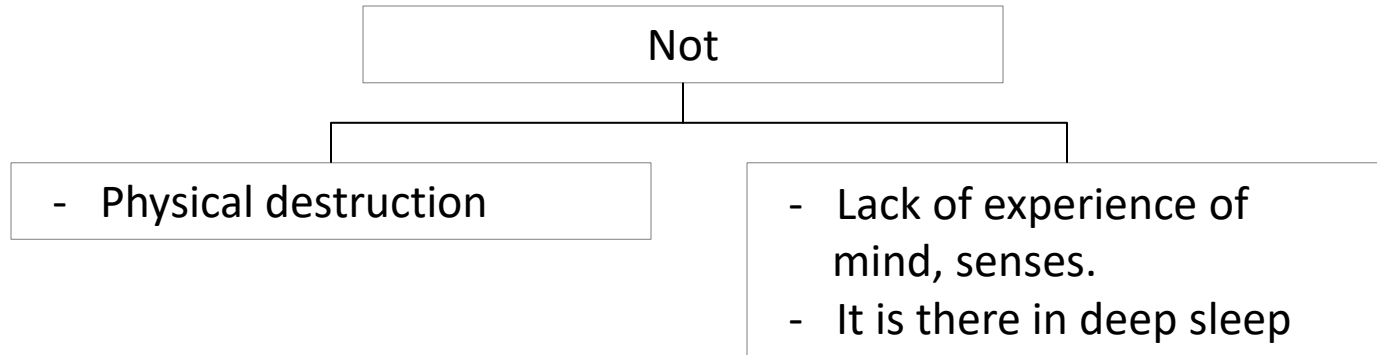 Not
- Physical destruction
- Lack of experience of
mind, senses.
- It is there in deep sleep